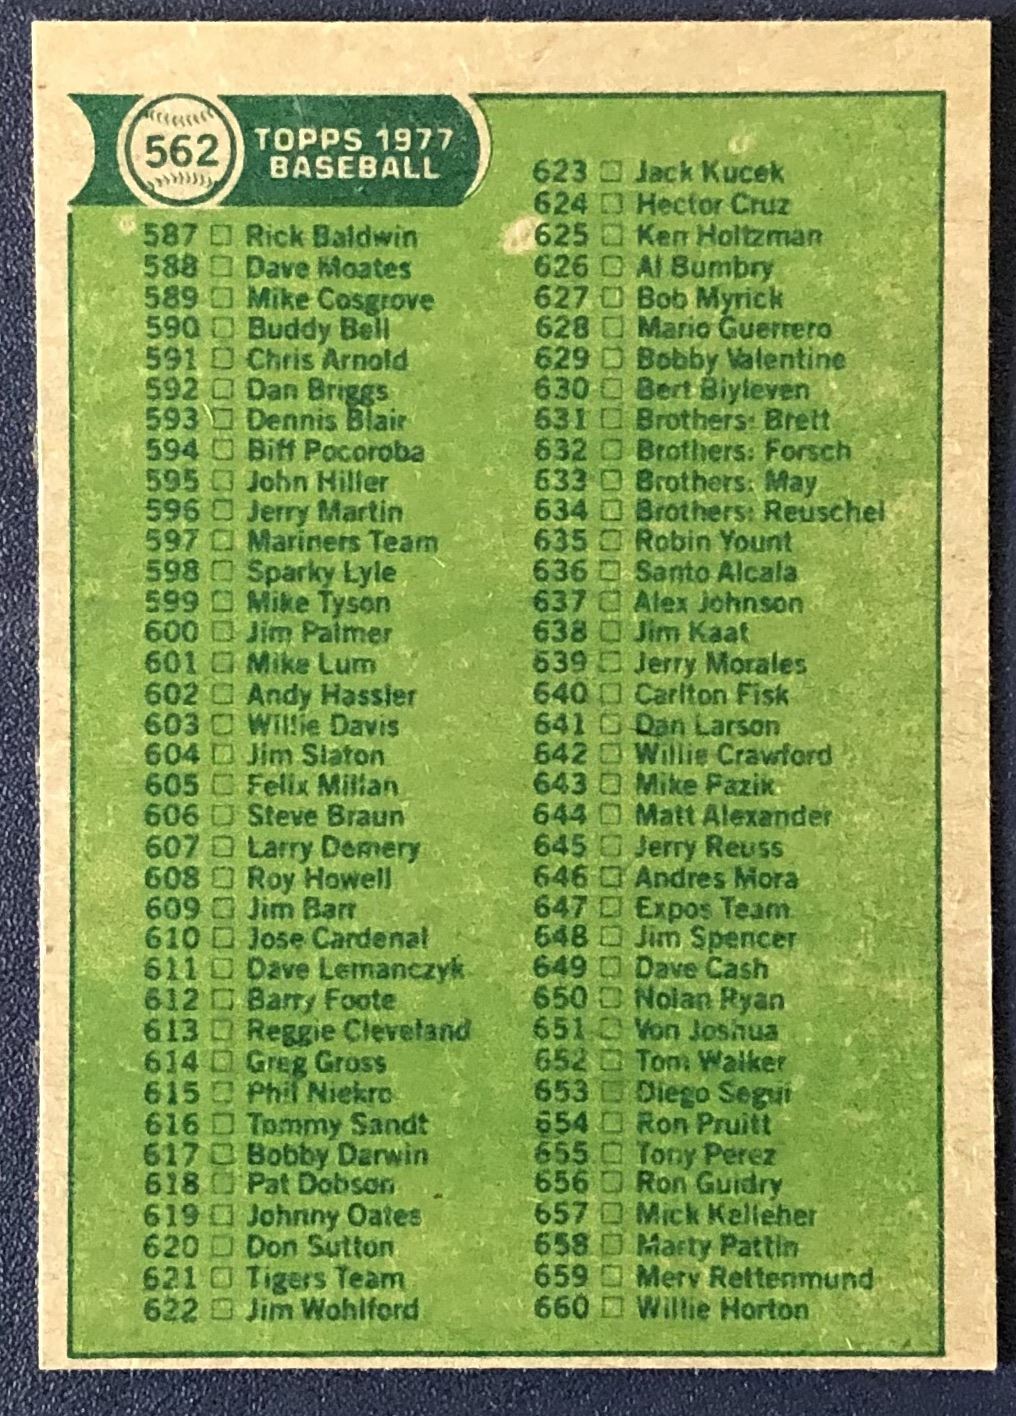 562
TOPPS 1977
BASEBALL
587 Rick Baldwin
588 Dave Moates
589 Mike Cosgrove
590 Buddy Bell
591 Chris Arnold
592 Dan Briggs
593 Dennis Blair
594 Biff Pocoroba
595 John Hiller
596 Jerry Martin
597 Mariners Team
598 Sparky Lyle
599 Mike Tyson
600 Jim Palmer
601 Mike Lum
602 Andy Hassler
603 Willie Davis
604 Jim Slaton
605 Felix Millan
606 Steve Braun
607 Larry Demery
608 Roy Howell
609 Jim Barr
610 Jose Cardenal
611 Dave Lemanczyk
612 Barry Foote
613 Reggie Cleveland
614 Greg Gross
615 Phil Niekro
616 Tommy Sandt
617 Bobby Darwin
618 Pat Dobson
619 Johnny Oates
620 Don Sutton
621 Tigers Team
622 Jim Wohlford
623 Jack Kucek
624 Hector Cruz
625 Ken Holtzman
626 Al Bumbry
627 Bob Myrick
628 Mario Guerrero
629 Bobby Valentine
630 Bert Blyleven
631 Brothers: Brett
632 Brothers: Forsch
633 Brothers: May
634 Brothers: Reuschel
635 Robin Yount
636 Santo Alcala
637 Alex Johnson
638 Jim Kaat
639 Jerry Morales
640 Carlton Fisk
641 Dan Larson
642 Willie Crawford
643 Mike Pazik
644 Matt Alexander
645 Jerry Reuss
646 Andres Mora
647 Expos Team
648 Jim Spencer
649 Dave Cash
650 Nolan Ryan
651 Von Joshua
652 Tom Walker
653 Diego Segui
654 Ron Pruitt
655 Tony Perez
656 Ron Guidry
657 Mick Kelleher
658 Marty Pattin
659 Merv Rettenmund
660 Willie Horton